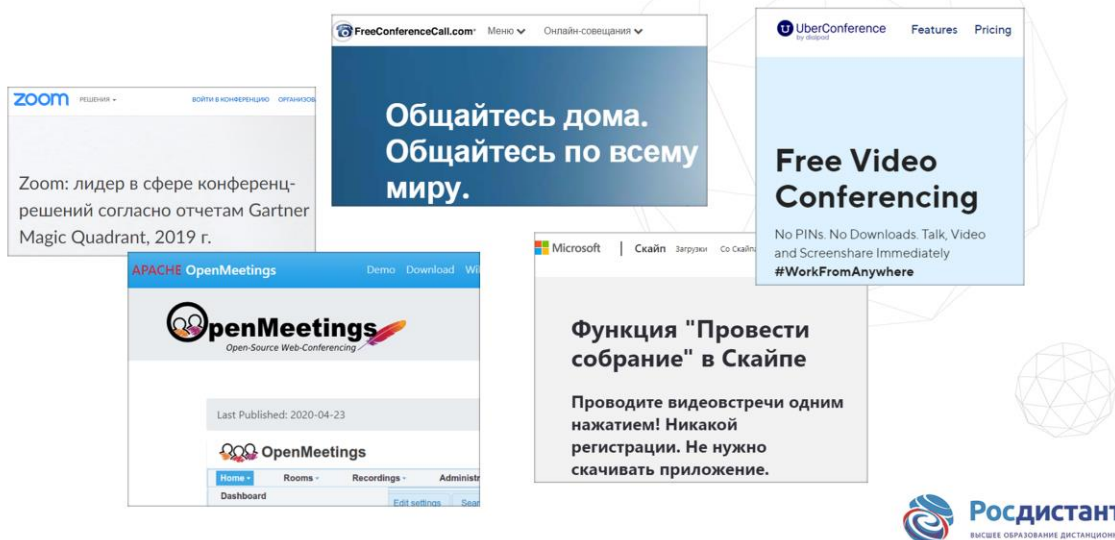 zoom РЕШЕНИЯ ВОЙТИ В КОНФЕРЕНЦИЮ
Zoom: лидер в сфере конференц-
решений согласно отчетам Gartner
Magic Quadrant, 2019 г.
FreeConferenceCall.com Меню Онлайн-совещания
Общайтесь дома.
Общайтесь по всему
миру.
UberConference Features Pricing
by dialpad
Free Video
Conferencing
No PINs. No Downloads. Talk, Video
and Screenshare Immediately
#WorkFromAnywhere
APACHE OpenMeetings Demo Download
OpenMeetings
Open-Source Web-Conferencing
Last Published: 2020-04-23
OpenMeetings
Home Rooms Recordings
Dashboard
Edit settings
Microsoft | Скайп Загрузки
Функция "Провести
собрание" в Скайпе
Проводите видеовстречи одним
нажатием! Никакой
регистрации. Не нужно
скачивать приложение.
Росдистант
ВЫСШЕЕ ОБРАЗОВАНИЕ